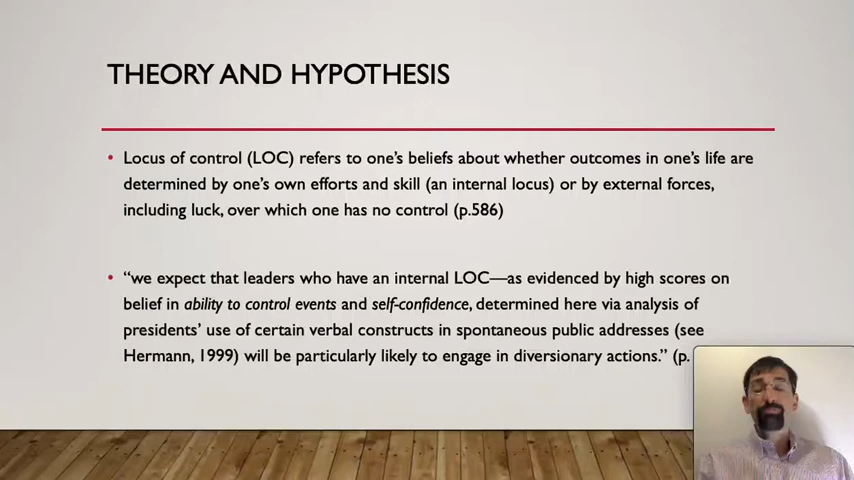 THEORY AND HYPOTHESIS
• Locus of control (LOC) refers to one's beliefs about whether outcomes in one's life are
determined by one's own efforts and skill (an internal locus) or by external forces,
including luck, over which one has no control (p.586)
• “we expect that leaders who have an internal LOC—as evidenced by high scores on
belief in ability to control events and self-confidence, determined here via analysis of
presidents’ use of certain verbal constructs in spontaneous public addresses (see
Hermann, 1999) will be particularly likely to engage in diversionary actions.” (p.